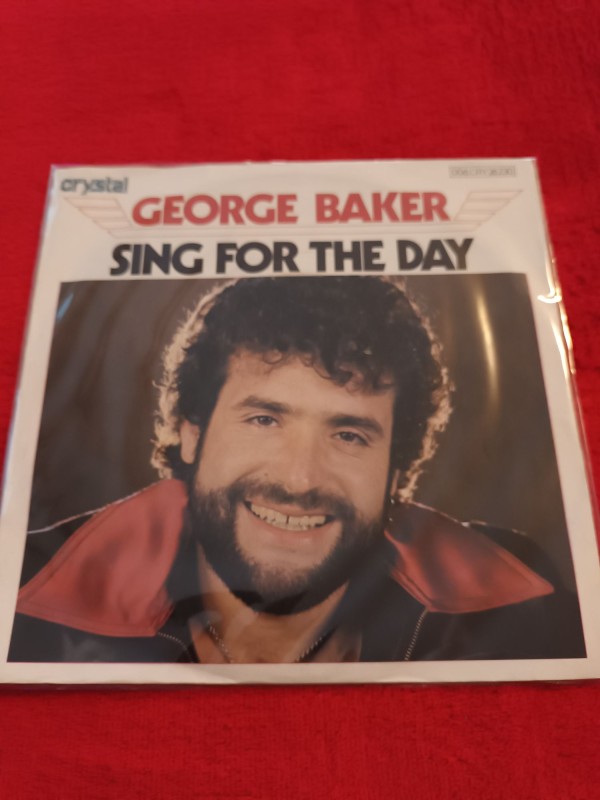 crystal
GEORGE BAKER
SING FOR THE DAY